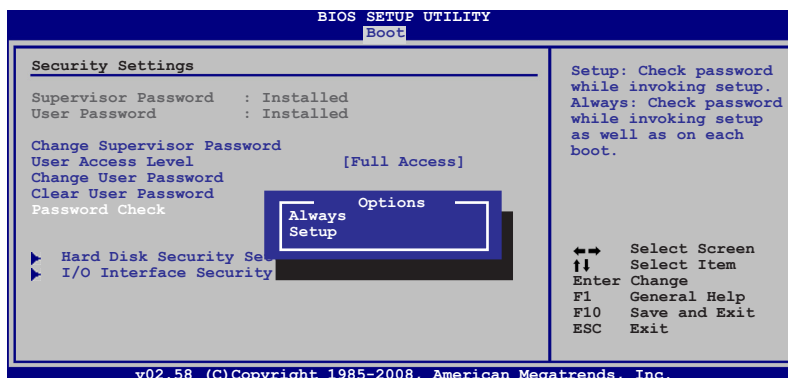 BIOS SETUP UTILITY
Boot
Security Settings
Supervisor Password : Installed
User Password : Installed
Change Supervisor Password
User Access Level [Full Access]
Change User Password
Clear User Password
Password Check
Options
Always
Setup
Hard Disk Security
I/O Interface Security
Setup: Check password
while invoking setup.
Always: Check password
while invoking setup
as well as on each
boot.
Select Screen
Select Item
Enter Change
F1 General Help
F10 Save and Exit
ESC Exit
v02.58 (C)Copyright 1985-2008, American Megatrends, Inc.